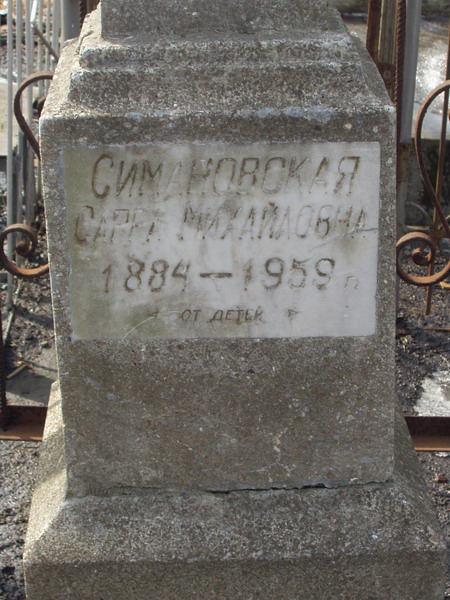 СИМАНОВСКАЯ
САРРА МИХАЙЛОВНА
1884 — 1959 г.
ОТ ДЕТЕЙ